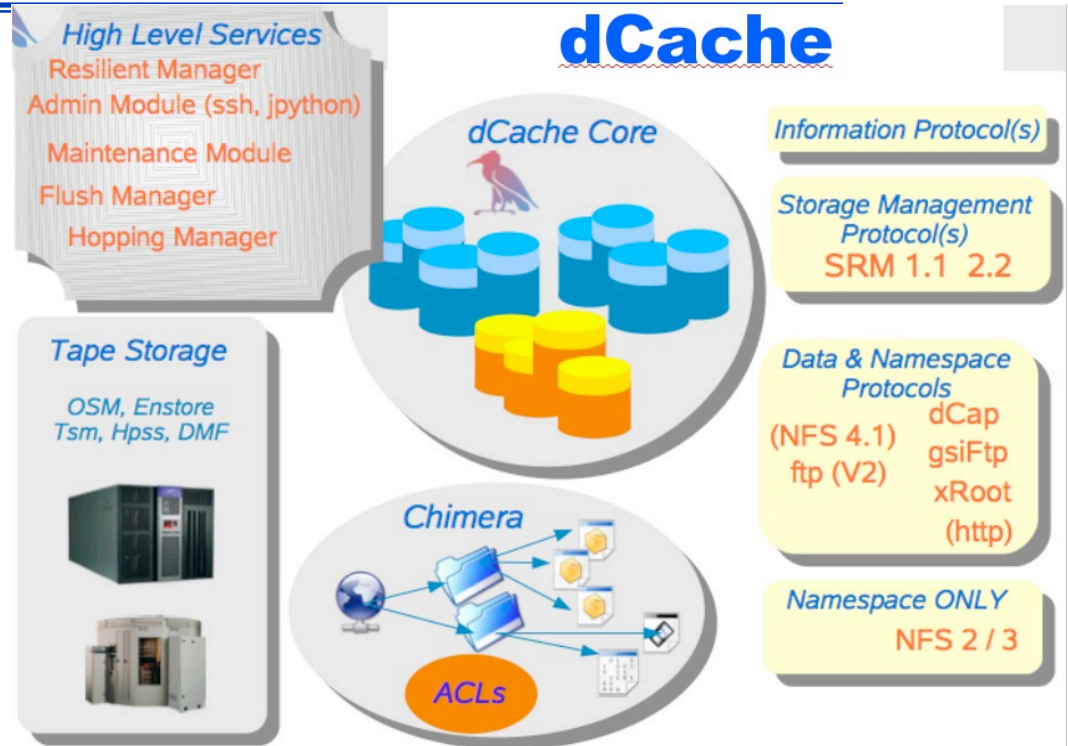 dCache
High Level Services
Resilient Manager
Admin Module (ssh, jpython)
Maintenance Module
Flush Manager
Hopping Manager
dCache Core
Information Protocol(s)
Storage Management
Protocol(s)
SRM 1.1 2.2
Tape Storage
OSM, Enstore
Tsm, Hpss, DMF
Data & Namespace
Protocols
(NFS 4.1)
ftp (V2)
dCap
gsiFtp
xRoot
(http)
Chimera
ACLs
Namespace ONLY
NFS 2 / 3